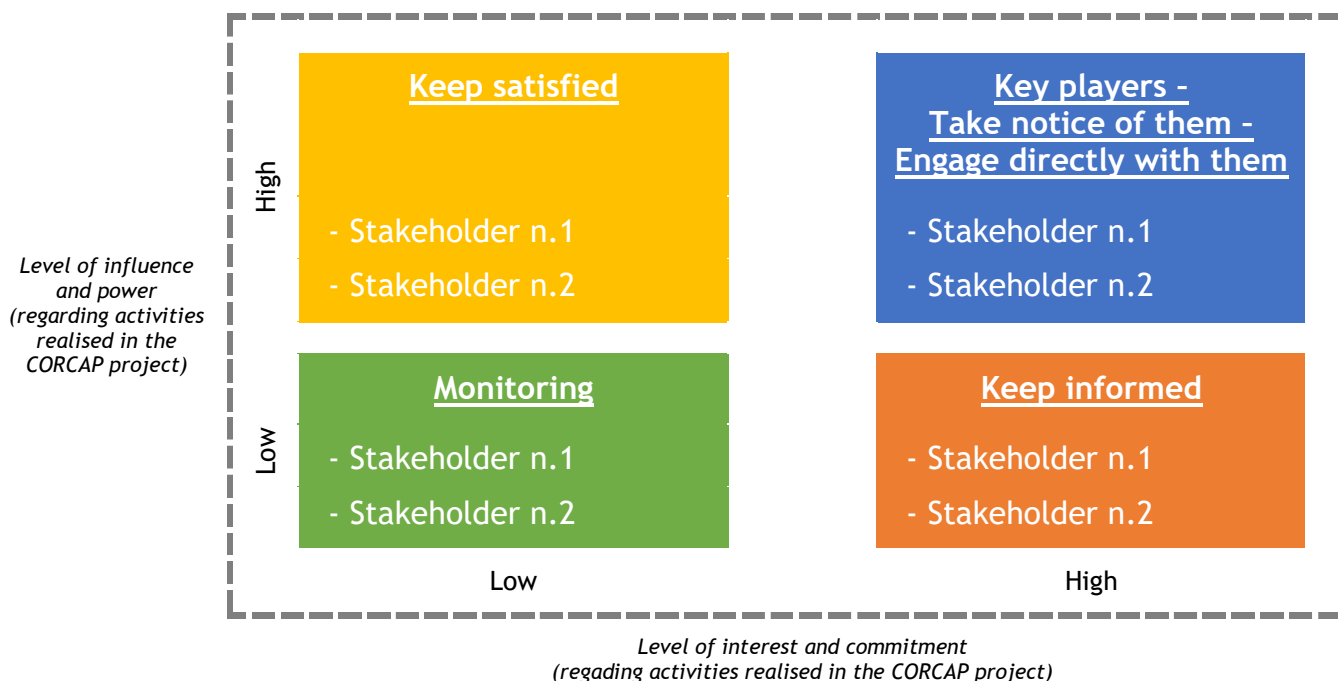 Keep satisfied
- Stakeholder n.1
- Stakeholder n.2
Key players –
Take notice of them –
Engage directly with them
- Stakeholder n.1
- Stakeholder n.2
High
Level of influence
and power
(regarding activities
realised in the
CORCAP project)
Monitoring
- Stakeholder n.1
- Stakeholder n.2
Keep informed
- Stakeholder n.1
- Stakeholder n.2
Low
Low
High
Level of interest and commitment
(regading activities realised in the CORCAP project)